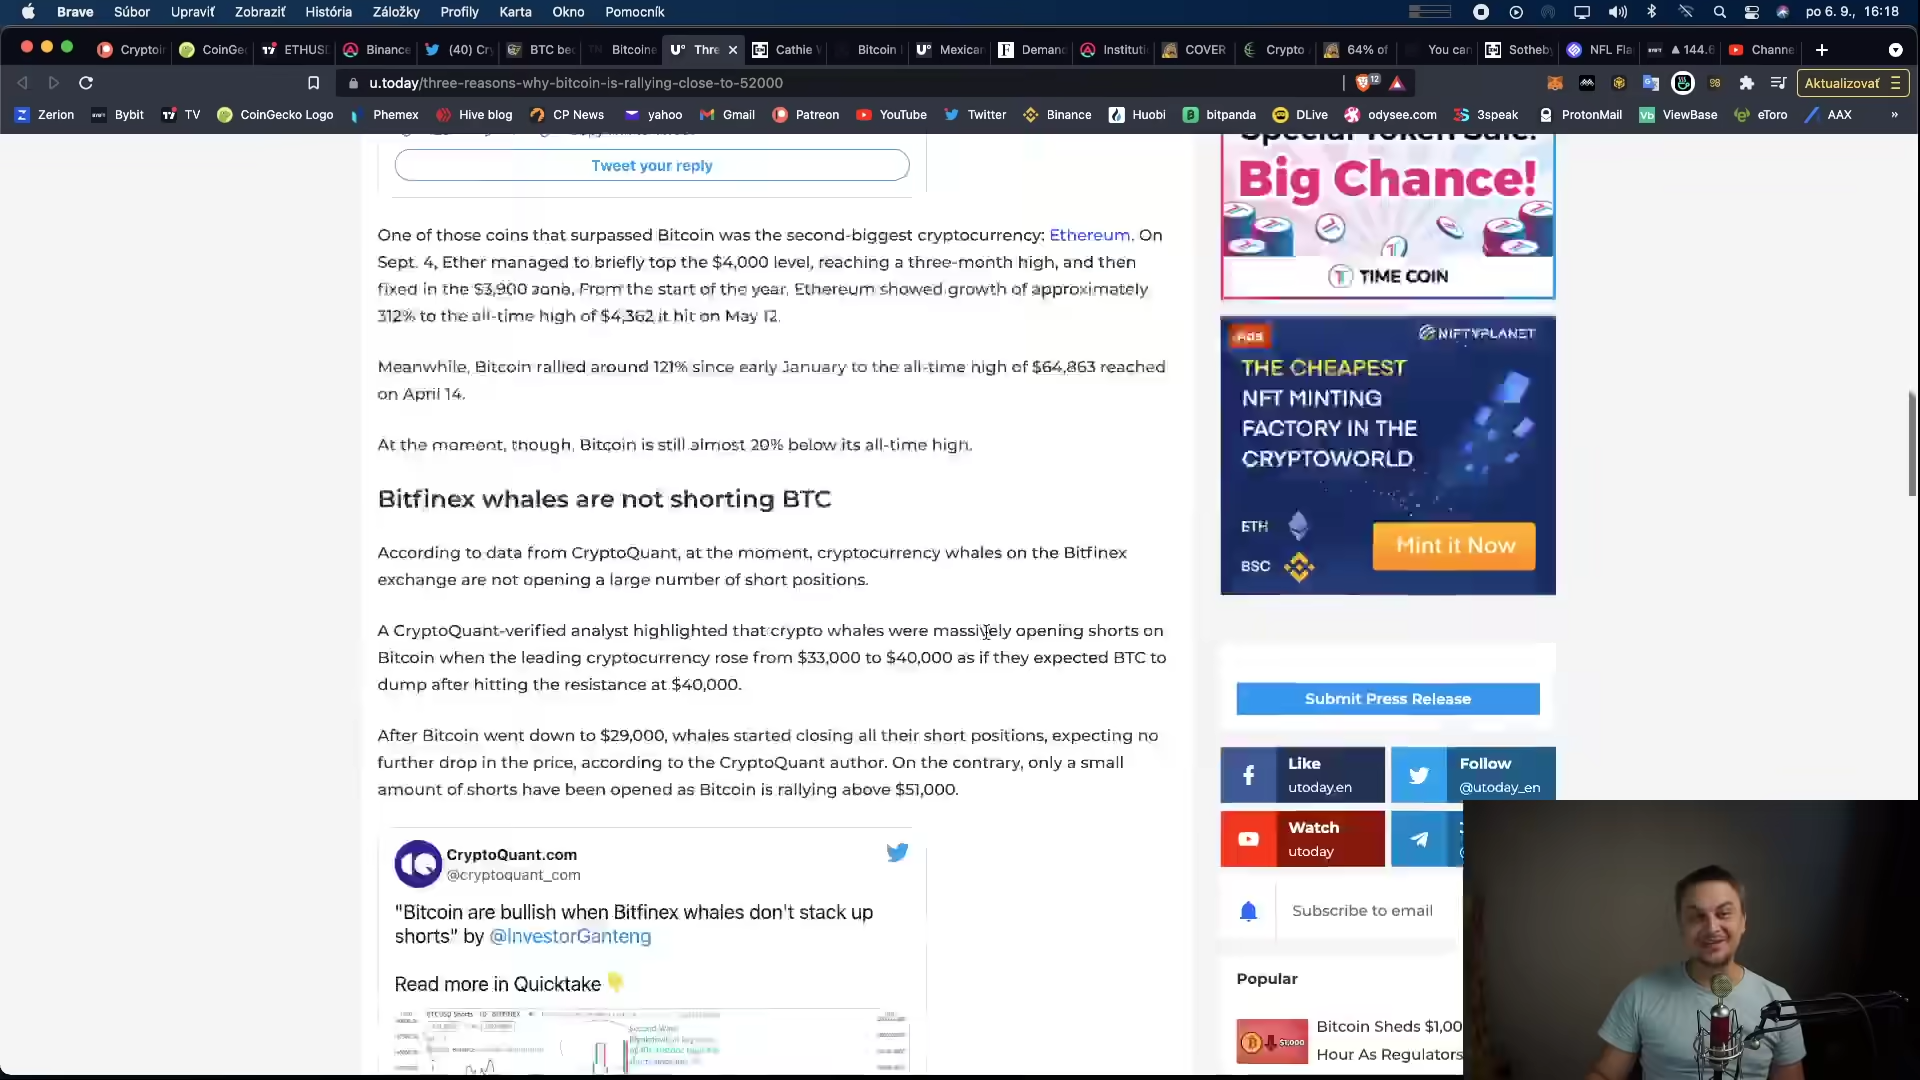 Brave Súbor Upraviť Zobraziť História Záložky Profily Karta Okno Pomocník po 6. 9., 16:18
Cryptoin CoinGec ETHUSD Binance (40) Cry BTC bec Bitcoine Three Cathie W Bitcoin Mexican Demand Instituti COVER Crypto 64% of You can Sotheby NFL Fla ▲ 144.6 Channe
u.today/three-reasons-why-bitcoin-is-rallying-close-to-52000 12 Aktualizovať
Zerion Bybit TV CoinGecko Logo Phemex Hive blog CP News yahoo Gmail Patreon YouTube Twitter Binance Huobi bitpanda DLive odysee.com 3speak ProtonMail ViewBase eToro AAX »
Tweet your reply
One of those coins that surpassed Bitcoin was the second-biggest cryptocurrency: Ethereum. On
Sept. 4, Ether managed to briefly top the $4,000 level, reaching a three-month high, and then
fixed in the $3,900 zone. From the start of the year, Ethereum showed growth of approximately
312% to the all-time high of $4,362 it hit on May 12.
Meanwhile, Bitcoin rallied around 121% since early January to the all-time high of $64,863 reached
on April 14.
At the moment, though, Bitcoin is still almost 20% below its all-time high.
Bitfinex whales are not shorting BTC
According to data from CryptoQuant, at the moment, cryptocurrency whales on the Bitfinex
exchange are not opening a large number of short positions.
A CryptoQuant-verified analyst highlighted that crypto whales were massively opening shorts on
Bitcoin when the leading cryptocurrency rose from $33,000 to $40,000 as if they expected BTC to
dump after hitting the resistance at $40,000.
After Bitcoin went down to $29,000, whales started closing all their short positions, expecting no
further drop in the price, according to the CryptoQuant author. On the contrary, only a small
amount of shorts have been opened as Bitcoin is rallying above $51,000.
CryptoQuant.com
@cryptoquant_com
"Bitcoin are bullish when Bitfinex whales don't stack up
shorts" by @InvestorGanteng
Read more in Quicktake 👇
Special Token Sale!
Big Chance!
TIME COIN
ADS NIFTYPLANET
THE CHEAPEST
NFT MINTING
FACTORY IN THE
CRYPTOWORLD
ETH
BSC
Mint it Now
Submit Press Release
Like
utoday.en
Follow
@utoday_en
Watch
utoday
Subscribe to email
Popular
$1,000
Bitcoin Sheds $1,00
Hour As Regulators